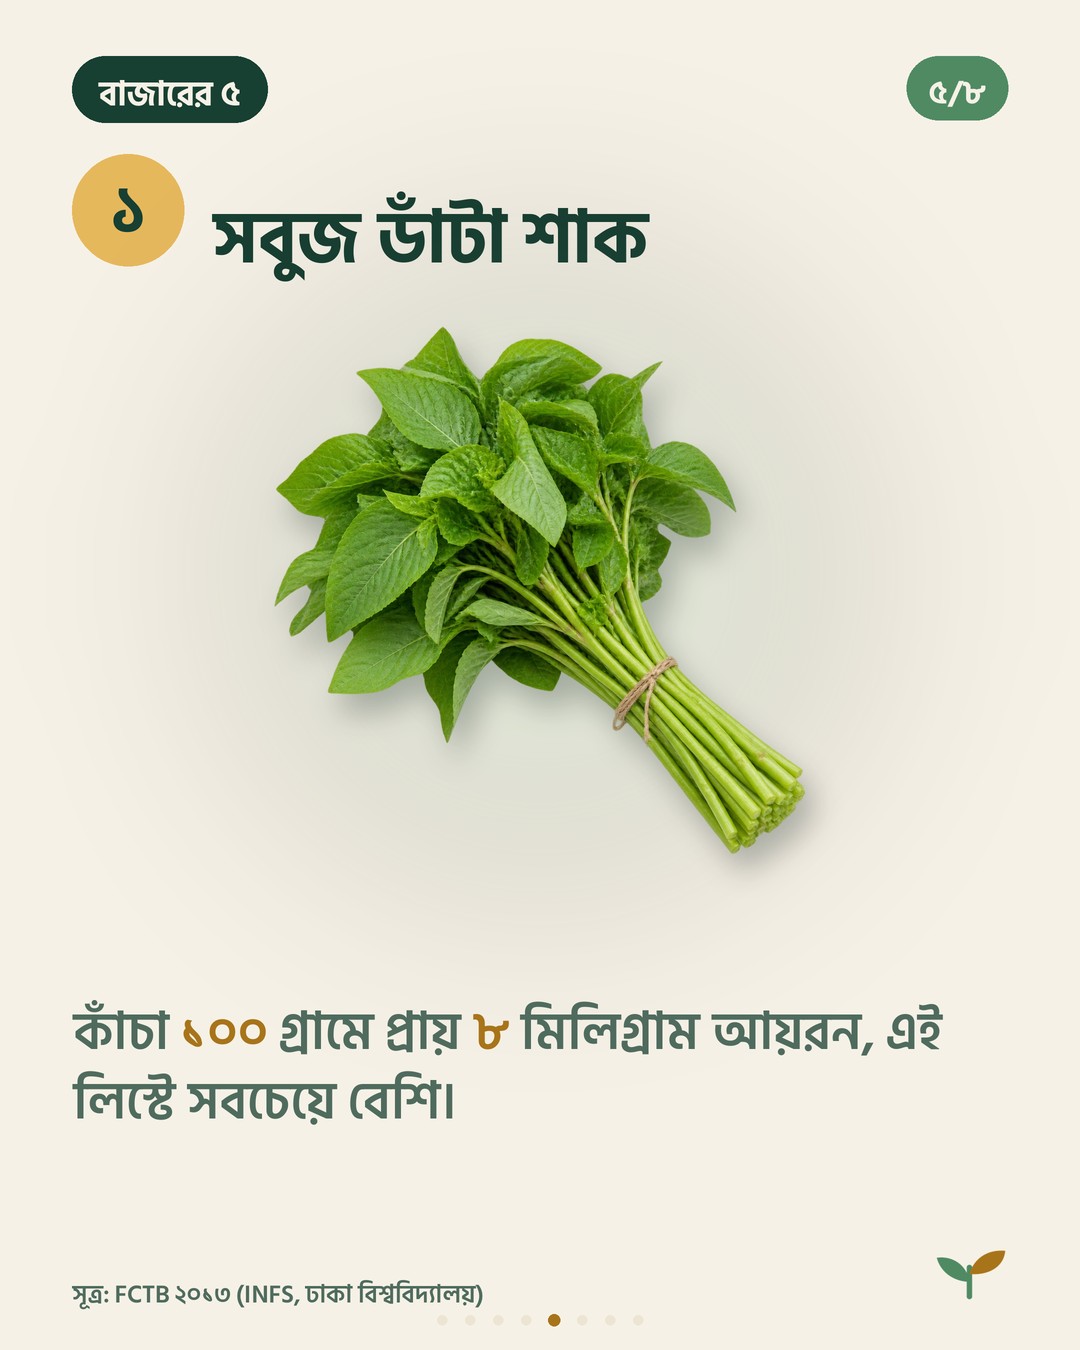 বাজারের ৫
৫/৮
১
সবুজ ডাঁটা শাক
কাঁচা ১০০ গ্রামে প্রায় ৮ মিলিগ্রাম আয়রন, এই
লিস্টে সবচেয়ে বেশি।
সূত্র: FCTB ২০১৩ (INFS, ঢাকা বিশ্ববিদ্যালয়)